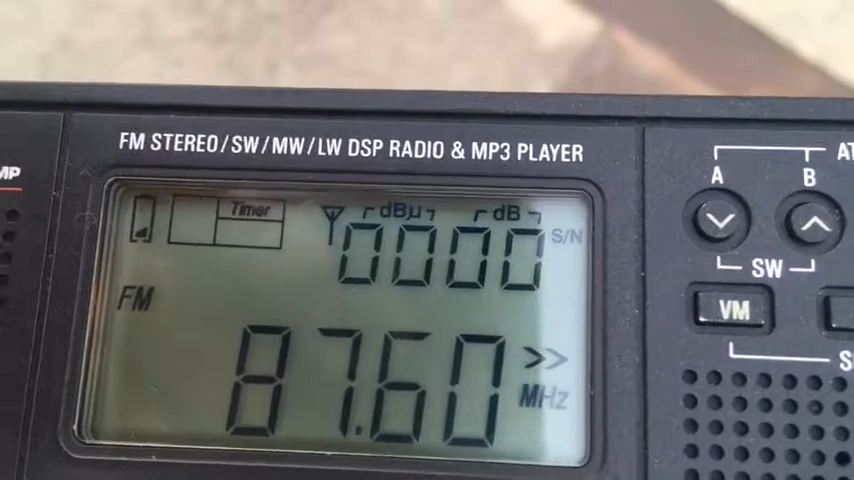 FM STEREO/SW/MW/LW DSP RADIO & MP3 PLAYER
A B
Timer
dBμ dB
0000 S/N
SW
FM
VM
87.60 >>
MHz